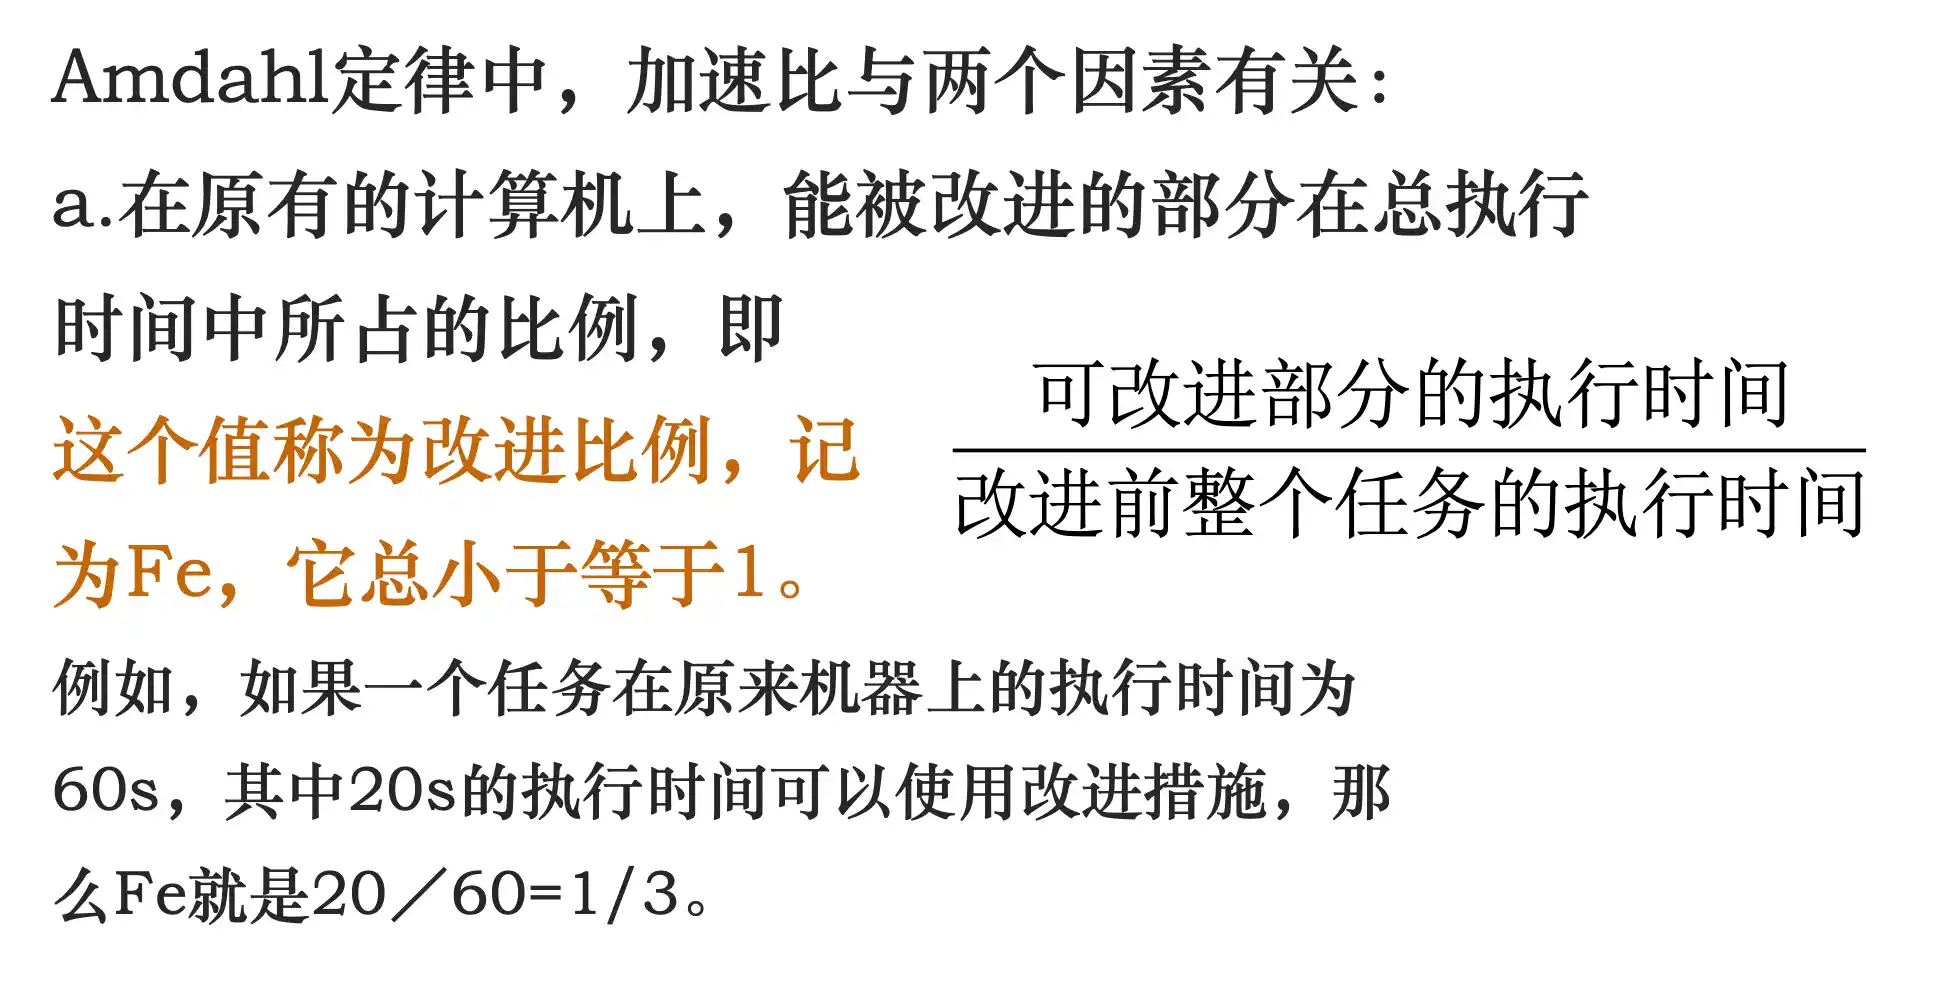 Amdahl定律中，加速比与两个因素有关：
a.在原有的计算机上，能被改进的部分在总执行
时间中所占的比例，即
可改进部分的执行时间
改进前整个任务的执行时间
这个值称为改进比例，记
为Fe，它总小于等于1。
例如，如果一个任务在原来机器上的执行时间为
60s，其中20s的执行时间可以使用改进措施，那
么Fe就是20／60=1/3。